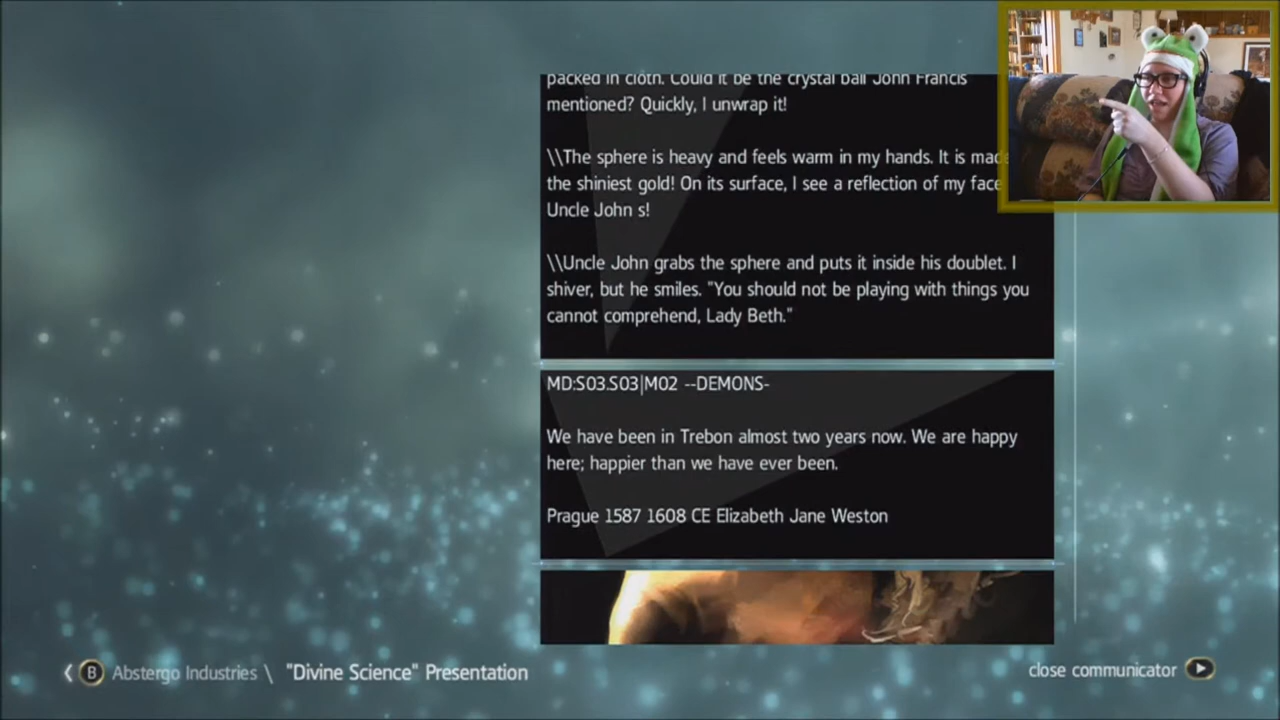 packed in cloth. Could it be the crystal ball John Francis
mentioned? Quickly, I unwrap it!
\\The sphere is heavy and feels warm in my hands. It is made
the shiniest gold! On its surface, I see a reflection of my face
Uncle John s!
\\Uncle John grabs the sphere and puts it inside his doublet. I
shiver, but he smiles. "You should not be playing with things you
cannot comprehend, Lady Beth."
MD:S03.S03|M02 --DEMONS-
We have been in Trebon almost two years now. We are happy
here; happier than we have ever been.
Prague 1587 1608 CE Elizabeth Jane Weston
B Abstergo Industries \ "Divine Science" Presentation
close communicator